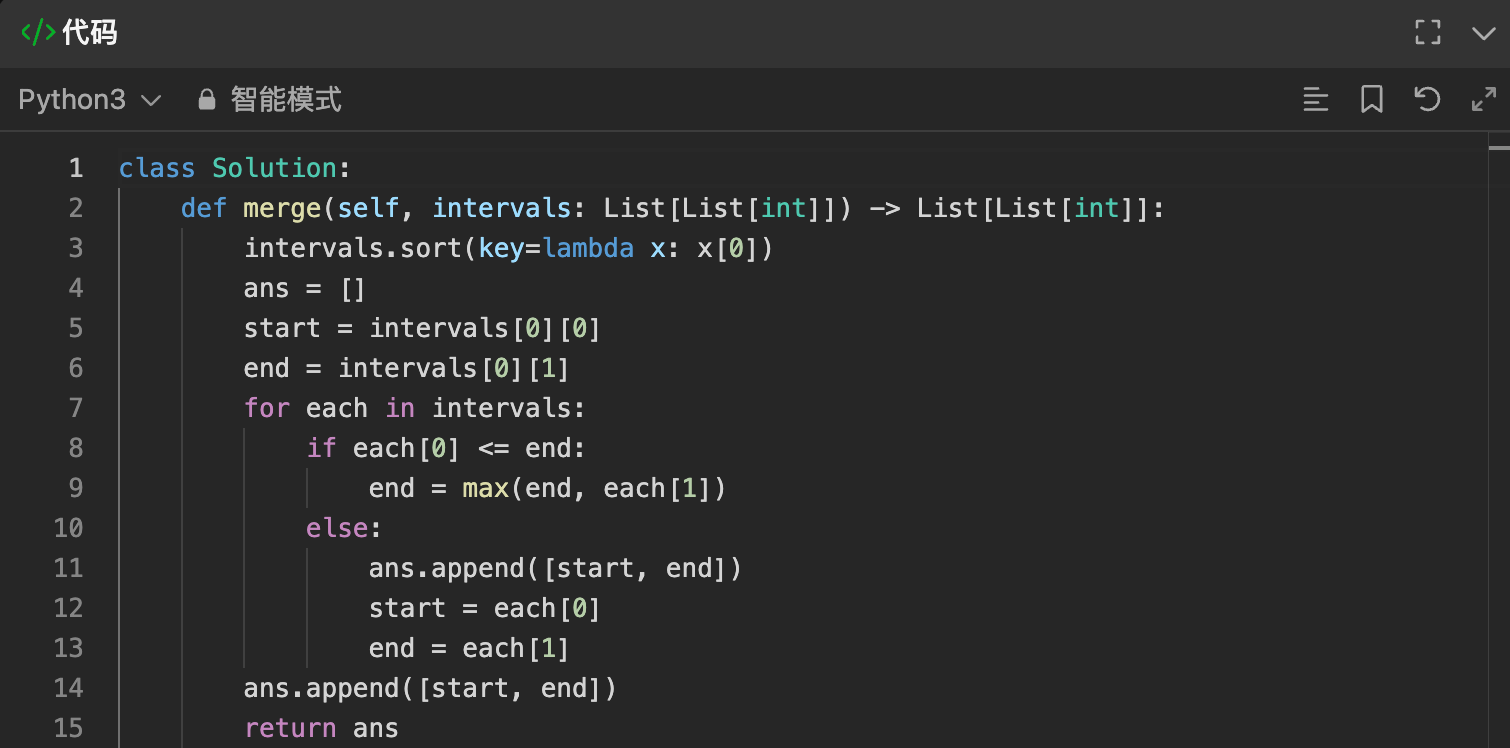 </> 代码
Python3 智能模式
1 class Solution:
2     def merge(self, intervals: List[List[int]]) -> List[List[int]]:
3         intervals.sort(key=lambda x: x[0])
4         ans = []
5         start = intervals[0][0]
6         end = intervals[0][1]
7         for each in intervals:
8             if each[0] <= end:
9                 end = max(end, each[1])
10             else:
11                 ans.append([start, end])
12                 start = each[0]
13                 end = each[1]
14         ans.append([start, end])
15         return ans